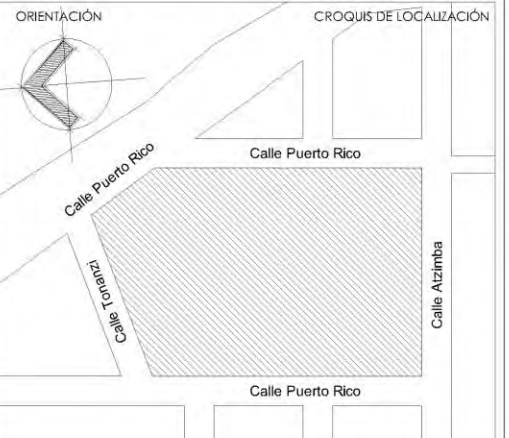 ORIENTACIÓN
CROQUIS DE LOCALIZACIÓN
Calle Puerto Rico
Calle Puerto Rico
Calle Tonanzi
Calle Atzimba
Calle Puerto Rico